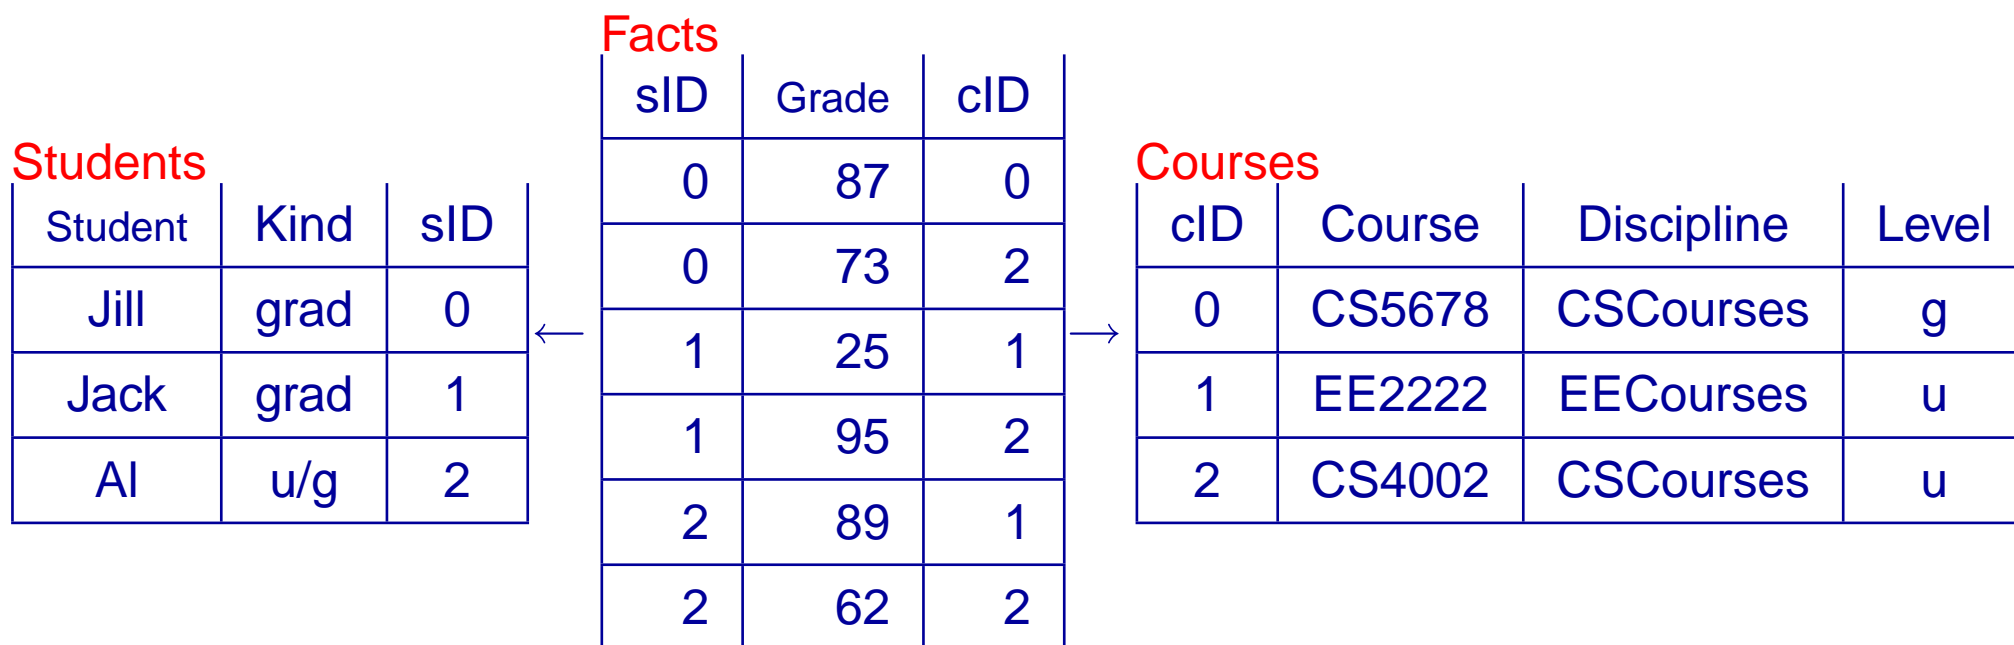 Students
Student Kind sID
Jill grad 0
Jack grad 1
Al u/g 2
Facts
sID Grade cID
0 87 0
0 73 2
1 25 1
1 95 2
2 89 1
2 62 2
Courses
cID Course Discipline Level
0 CS5678 CSCourses g
1 EE2222 EECourses u
2 CS4002 CSCourses u